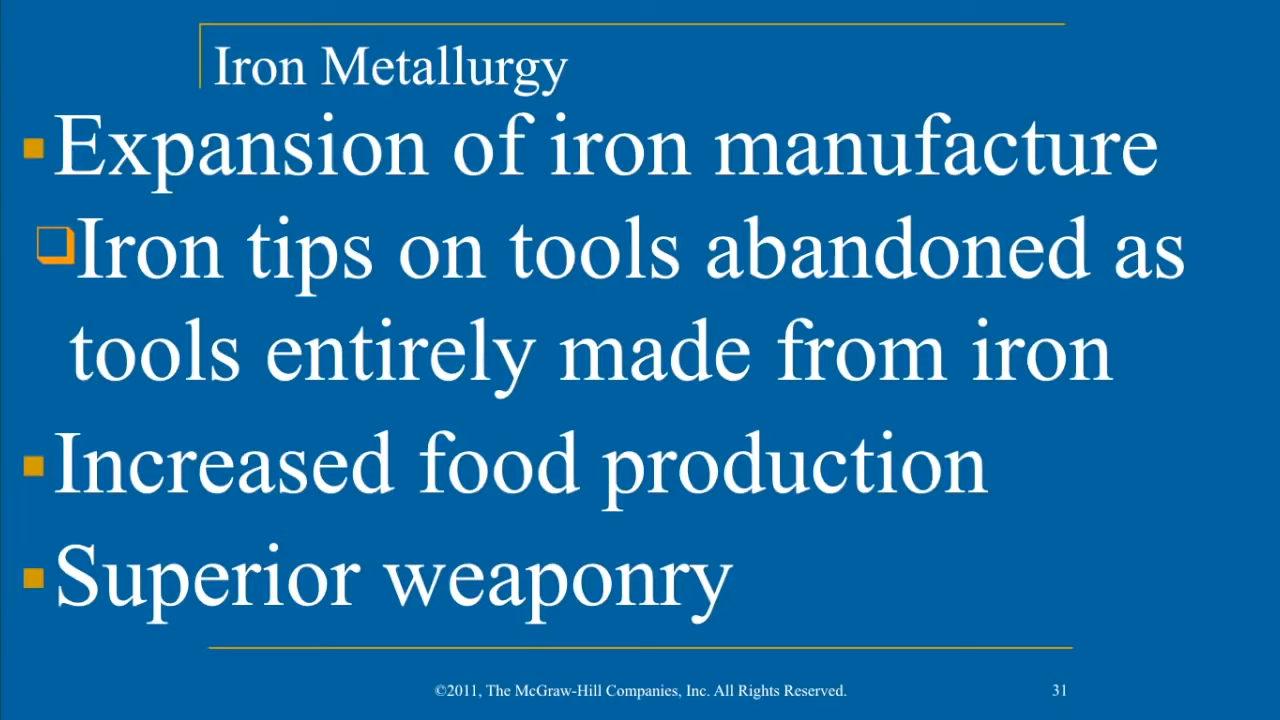 Iron Metallurgy
Expansion of iron manufacture
Iron tips on tools abandoned as
tools entirely made from iron
Increased food production
Superior weaponry
©2011, The McGraw-Hill Companies, Inc. All Rights Reserved.
31